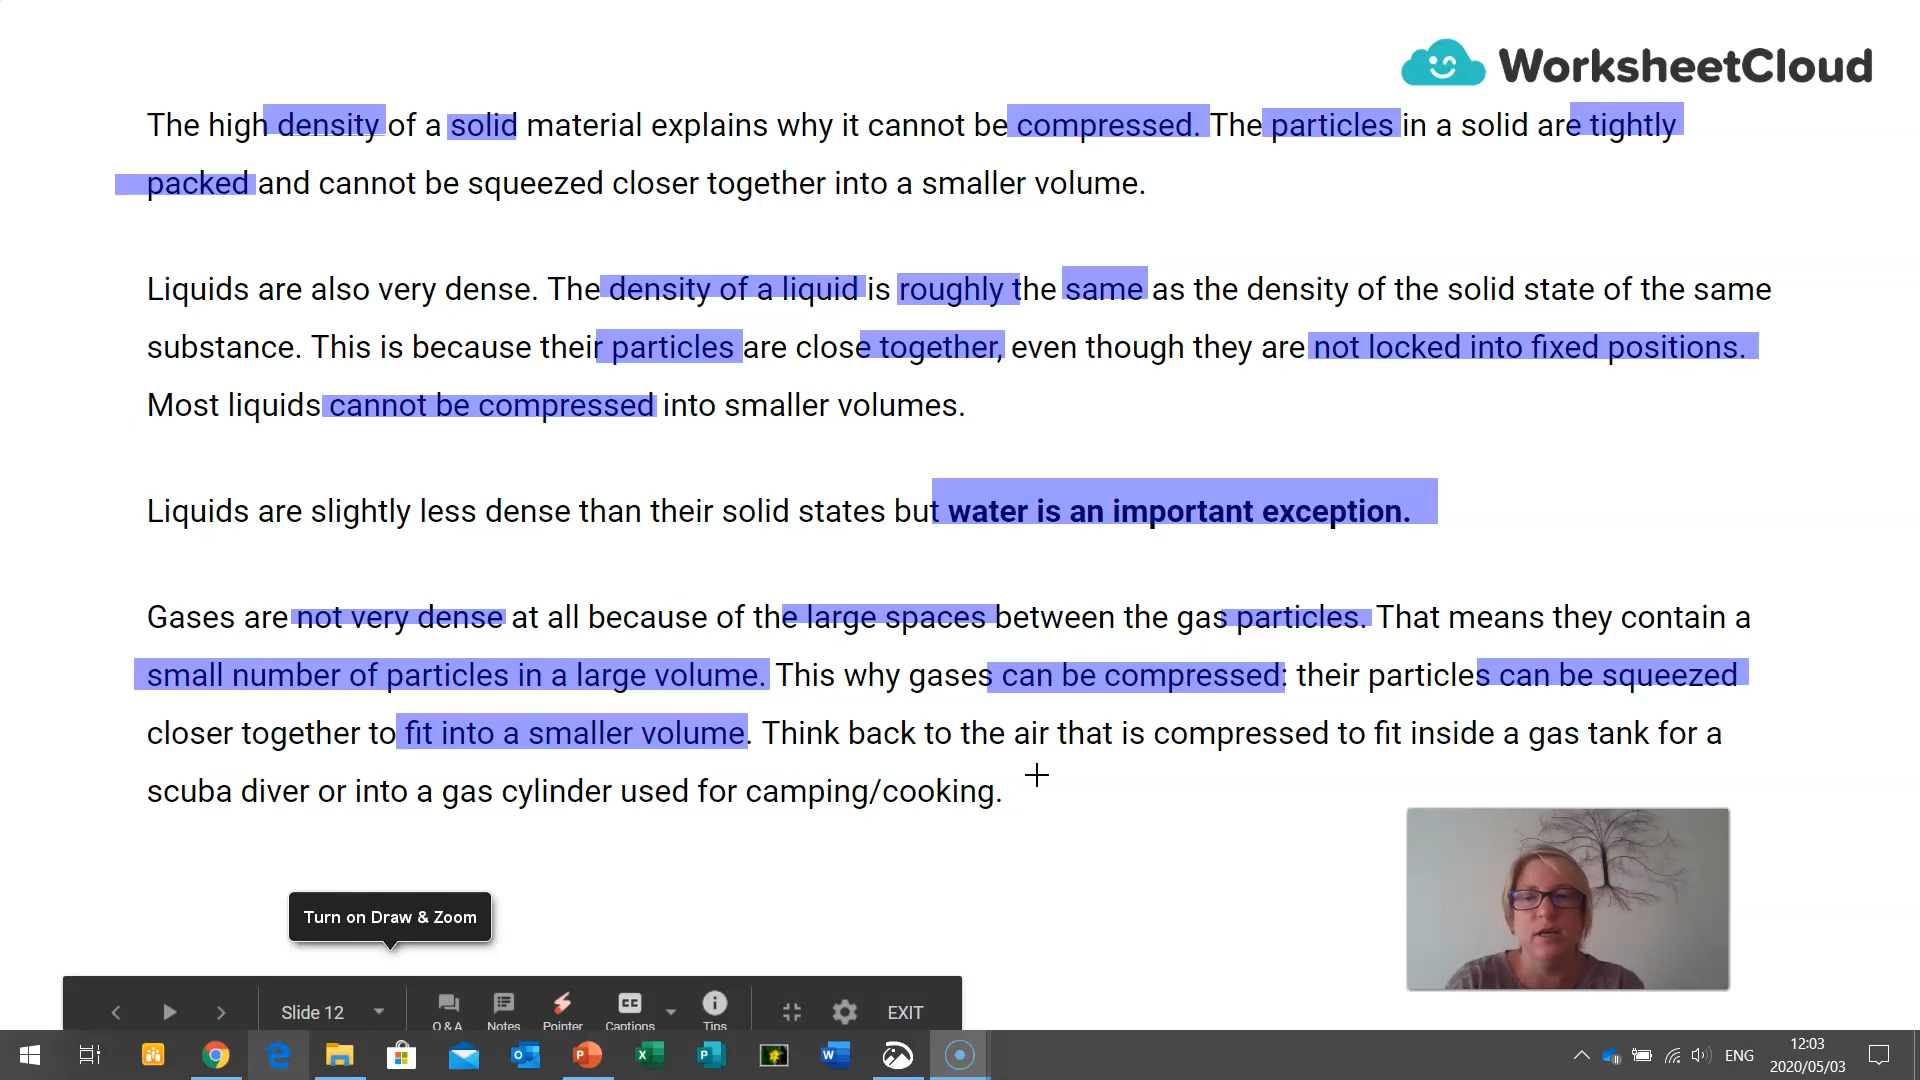 WorksheetCloud
The high density of a solid material explains why it cannot be compressed. The particles in a solid are tightly
packed and cannot be squeezed closer together into a smaller volume.
Liquids are also very dense. The density of a liquid is roughly the same as the density of the solid state of the same
substance. This is because their particles are close together, even though they are not locked into fixed positions.
Most liquids cannot be compressed into smaller volumes.
Liquids are slightly less dense than their solid states but water is an important exception.
Gases are not very dense at all because of the large spaces between the gas particles. That means they contain a
small number of particles in a large volume. This why gases can be compressed: their particles can be squeezed
closer together to fit into a smaller volume. Think back to the air that is compressed to fit inside a gas tank for a
scuba diver or into a gas cylinder used for camping/cooking.
Turn on Draw & Zoom
Slide 12
Q & A Notes Pointer Captions Tips
EXIT
ENG
12:03
2020/05/03